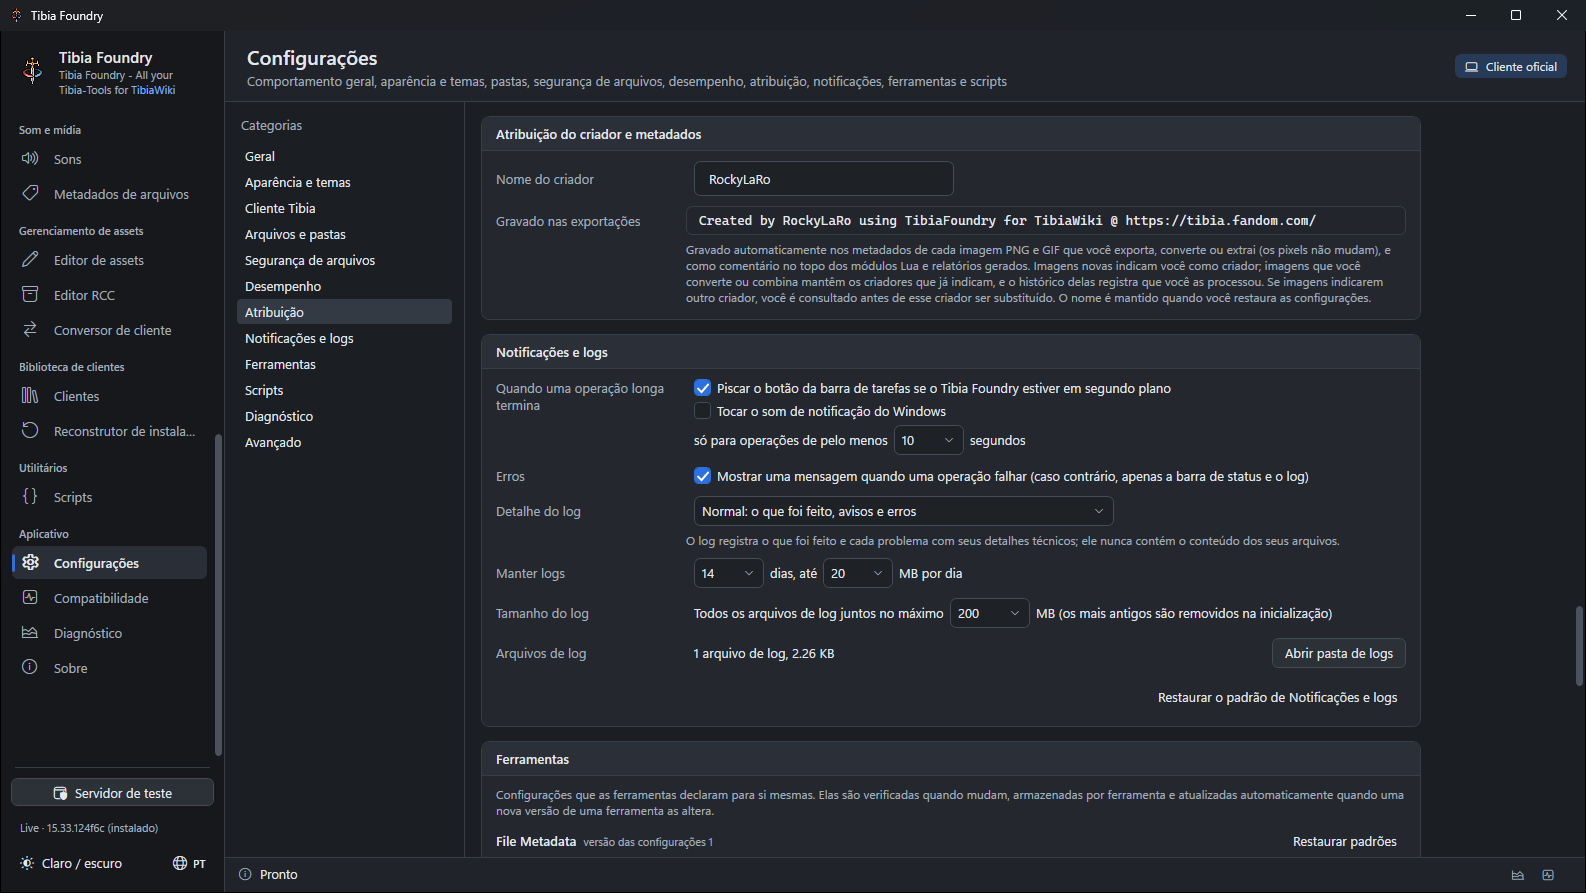 Tibia Foundry
Tibia Foundry
Tibia Foundry - All your
Tibia-Tools for TibiaWiki
Som e mídia
Sons
Metadados de arquivos
Gerenciamento de assets
Editor de assets
Editor RCC
Conversor de cliente
Biblioteca de clientes
Clientes
Reconstrutor de instala...
Utilitários
Scripts
Aplicativo
Configurações
Compatibilidade
Diagnóstico
Sobre
Servidor de teste
Live · 15.33.124f6c (instalado)
Claro / escuro
PT
Configurações
Comportamento geral, aparência e temas, pastas, segurança de arquivos, desempenho, atribuição, notificações, ferramentas e scripts
Cliente oficial
Categorias
Geral
Aparência e temas
Cliente Tibia
Arquivos e pastas
Segurança de arquivos
Desempenho
Atribuição
Notificações e logs
Ferramentas
Scripts
Diagnóstico
Avançado
Atribuição do criador e metadados
Nome do criador
RockyLaRo
Gravado nas exportações
Created by RockyLaRo using TibiaFoundry for TibiaWiki @ https://tibia.fandom.com/
Gravado automaticamente nos metadados de cada imagem PNG e GIF que você exporta, converte ou extrai (os pixels não mudam), e
como comentário no topo dos módulos Lua e relatórios gerados. Imagens novas indicam você como criador; imagens que você
converte ou combina mantêm os criadores que já indicam, e o histórico delas registra que você as processou. Se imagens indicarem
outro criador, você é consultado antes de esse criador ser substituído. O nome é mantido quando você restaura as configurações.
Notificações e logs
Quando uma operação longa
termina
Piscar o botão da barra de tarefas se o Tibia Foundry estiver em segundo plano
Tocar o som de notificação do Windows
só para operações de pelo menos 10 segundos
Erros
Mostrar uma mensagem quando uma operação falhar (caso contrário, apenas a barra de status e o log)
Detalhe do log
Normal: o que foi feito, avisos e erros
O log registra o que foi feito e cada problema com seus detalhes técnicos; ele nunca contém o conteúdo dos seus arquivos.
Manter logs
14 dias, até 20 MB por dia
Tamanho do log
Todos os arquivos de log juntos no máximo 200 MB (os mais antigos são removidos na inicialização)
Arquivos de log
1 arquivo de log, 2.26 KB
Abrir pasta de logs
Restaurar o padrão de Notificações e logs
Ferramentas
Configurações que as ferramentas declaram para si mesmas. Elas são verificadas quando mudam, armazenadas por ferramenta e atualizadas automaticamente quando uma
nova versão de uma ferramenta as altera.
File Metadata versão das configurações 1
Restaurar padrões
Pronto